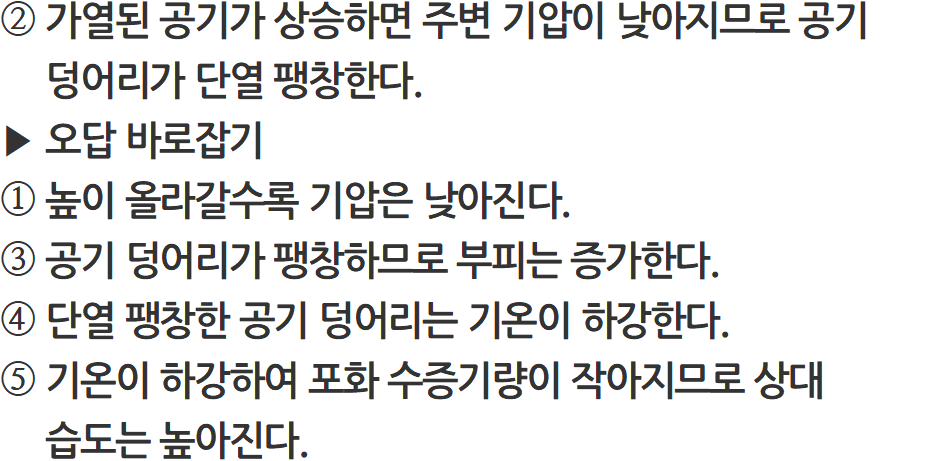 ② 가열된 공기가 상승하면 주변 기압이 낮아지므로 공기
덩어리가 단열 팽창한다.
▶ 오답 바로잡기
① 높이 올라갈수록 기압은 낮아진다.
③ 공기 덩어리가 팽창하므로 부피는 증가한다.
④ 단열 팽창한 공기 덩어리는 기온이 하강한다.
⑤ 기온이 하강하여 포화 수증기량이 작아지므로 상대
습도는 높아진다.